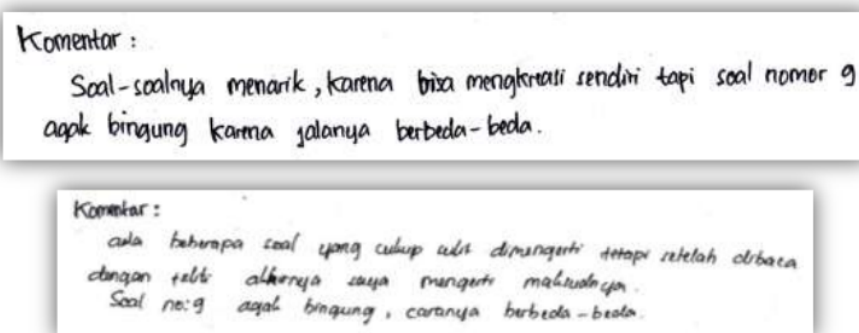 Komentar :
Soal-soalnya menarik, karena bisa mengkreasi sendiri tapi soal nomor 9
agak bingung karna jalanya berbeda-beda.
Komentar :
ada beberapa soal yang cukup sulit dimengerti tetapi setelah dibaca
dengan teliti akhirnya saya mengerti maksudnya.
Soal no:9 agak bingung, caranya berbeda-beda.